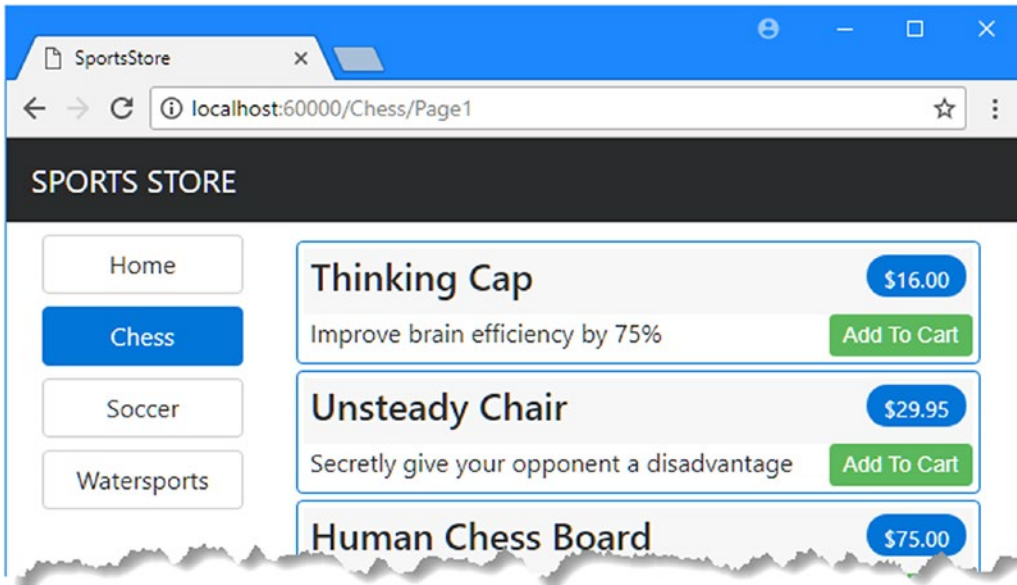 SportsStore
localhost:60000/Chess/Page1
SPORTS STORE
Home
Chess
Soccer
Watersports
Thinking Cap
$16.00
Improve brain efficiency by 75%
Add To Cart
Unsteady Chair
$29.95
Secretly give your opponent a disadvantage
Add To Cart
Human Chess Board
$75.00